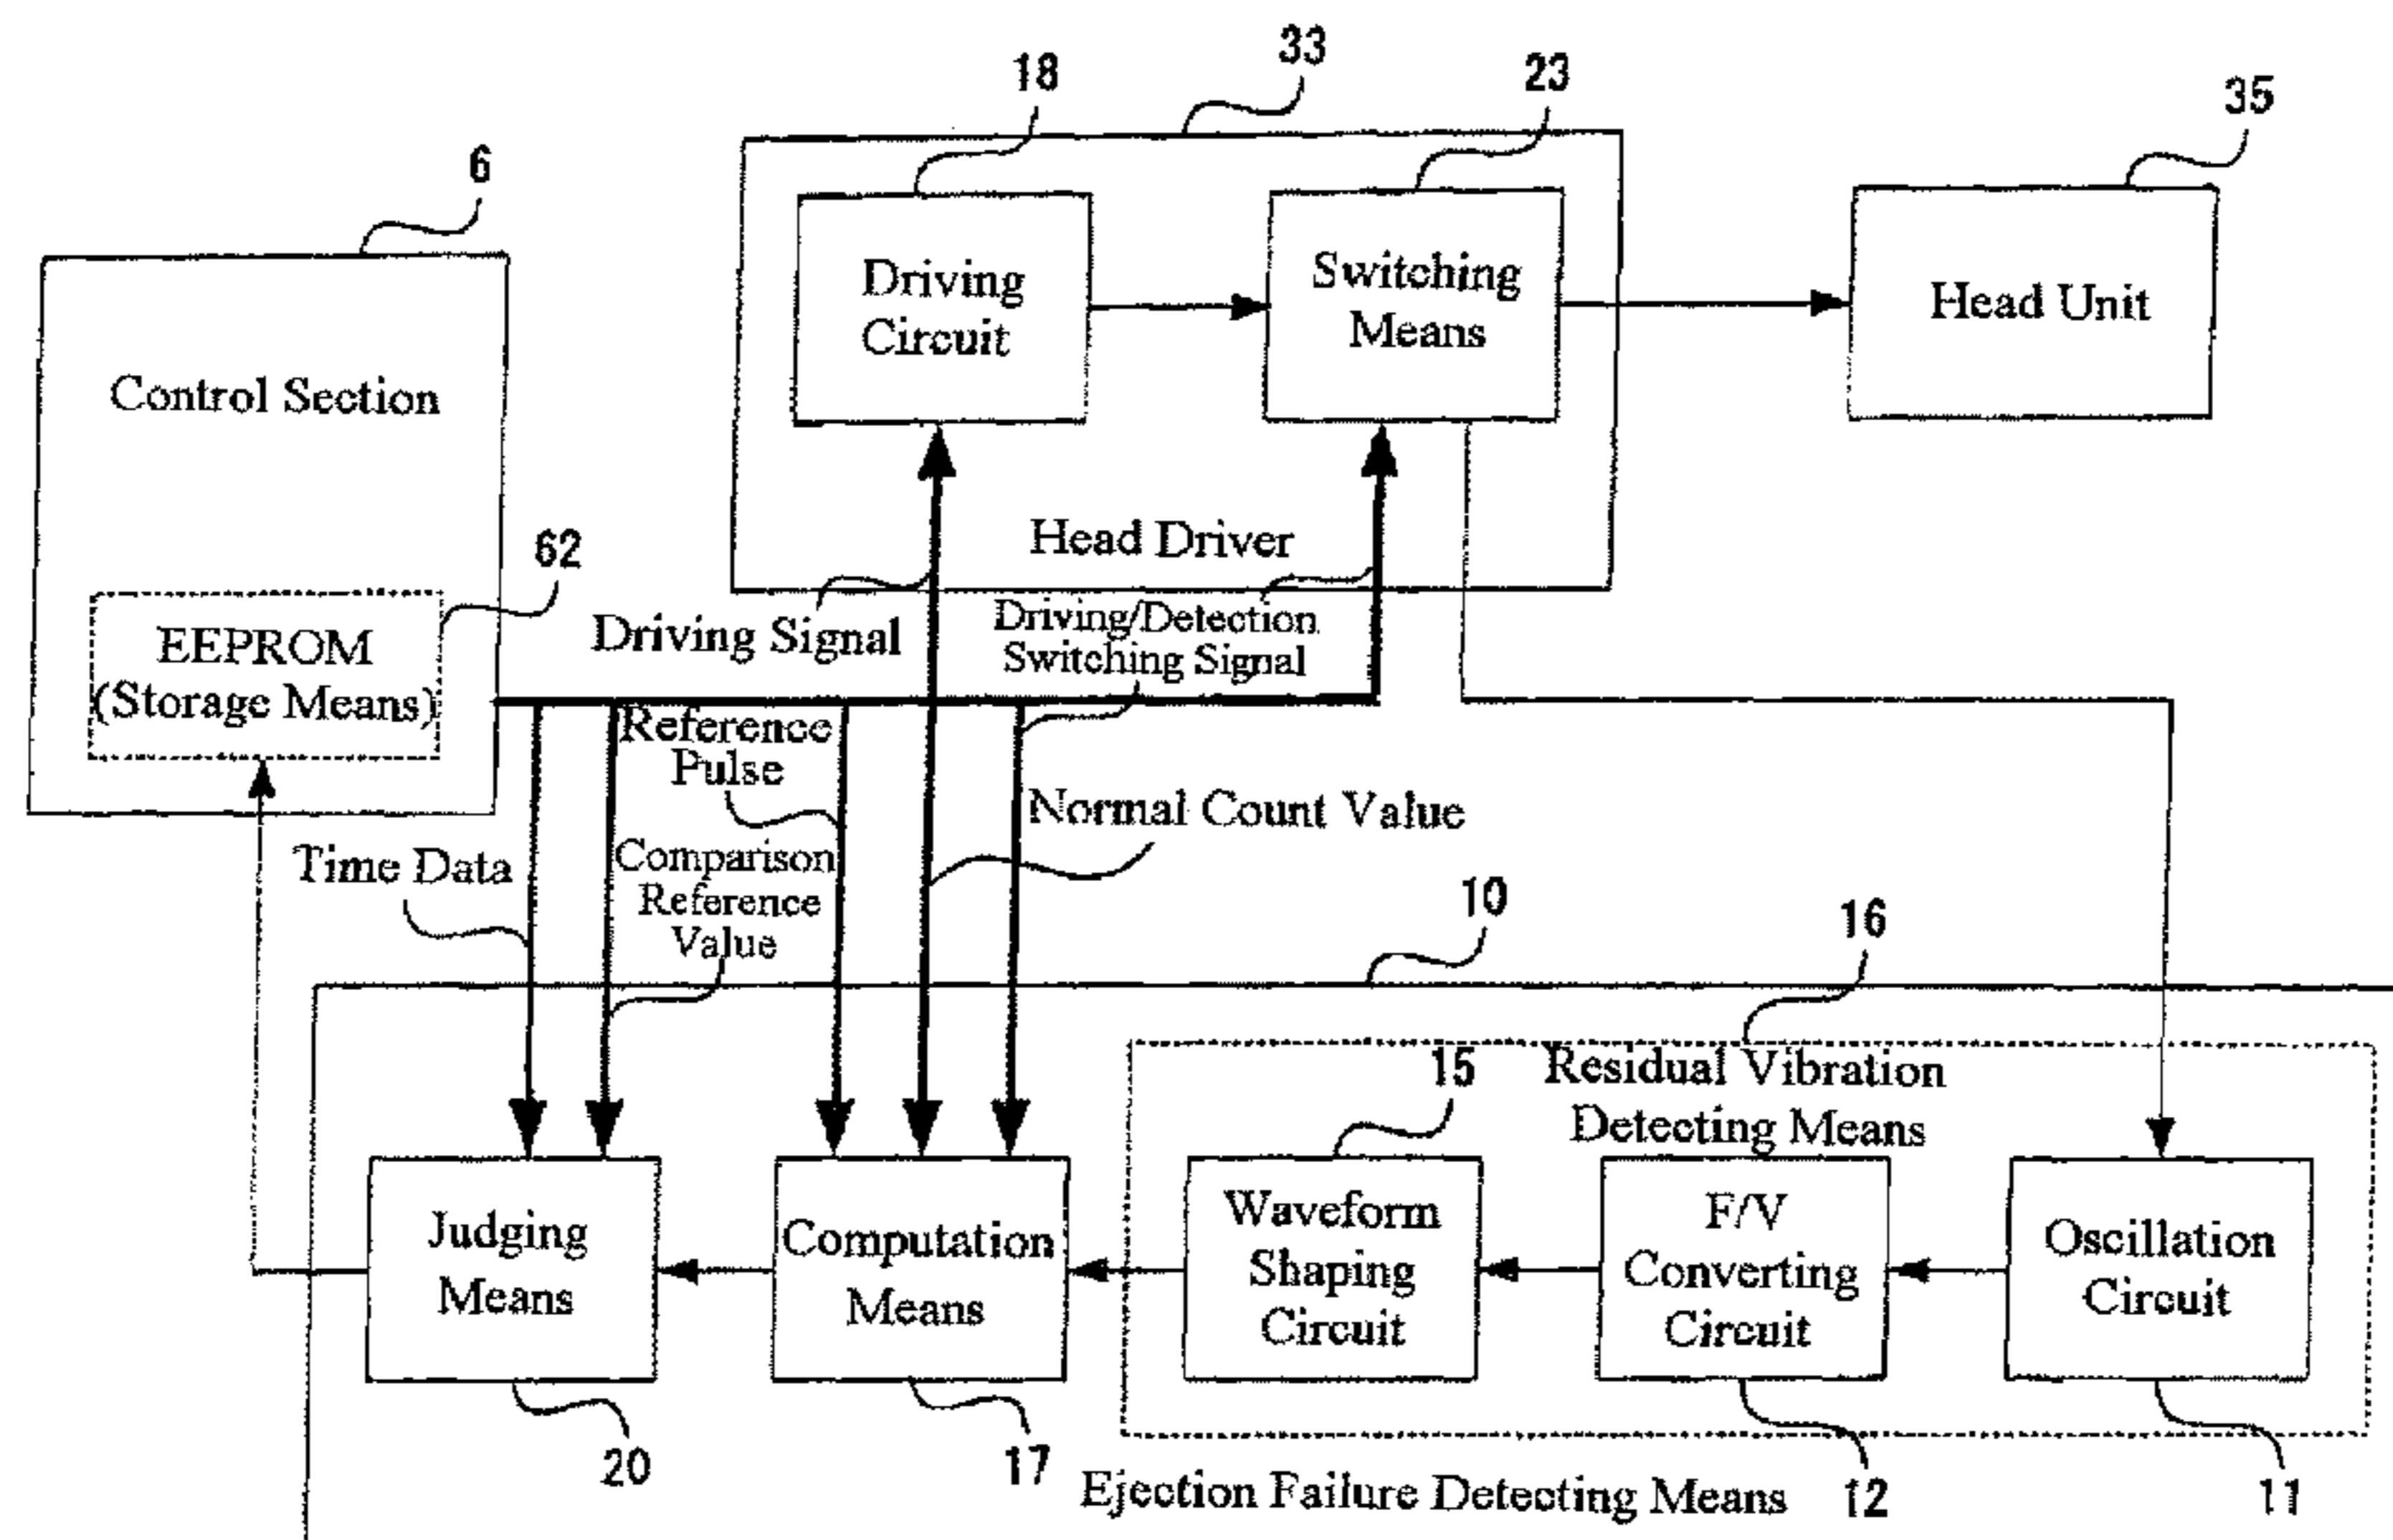 33
18
23
35
6
Driving
Circuit
Switching
Means
Head Unit
Control Section
62
Head Driver
EEPROM
(Storage Means)
Driving Signal
Driving/Detection
Switching Signal
Reference
Pulse
Normal Count Value
Time Data
Comparison
Reference
Value
10
16
15
Residual Vibration
Detecting Means
Judging
Means
Computation
Means
Waveform
Shaping
Circuit
F/V
Converting
Circuit
Oscillation
Circuit
20
17
Ejection Failure Detecting Means
12
11